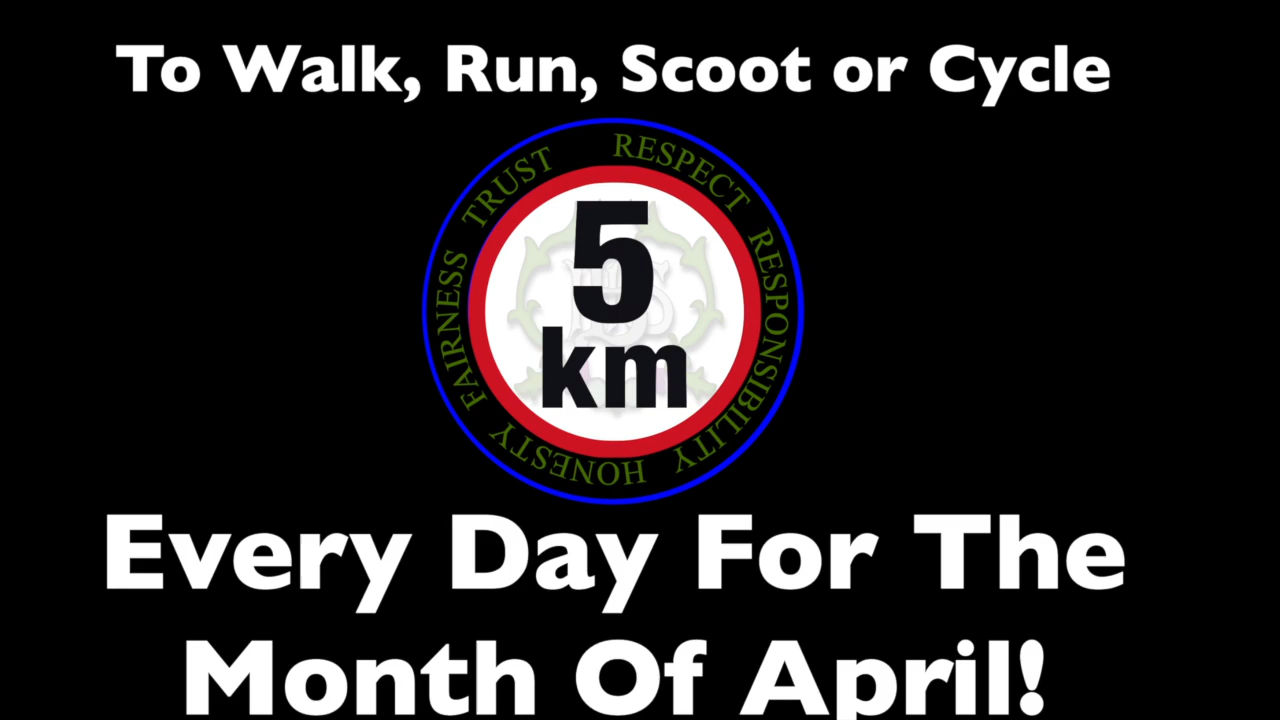 To Walk, Run, Scoot or Cycle
TRUST RESPECT RESPONSIBILITY HONESTY FAIRNESS
5
km
Every Day For The
Month Of April!